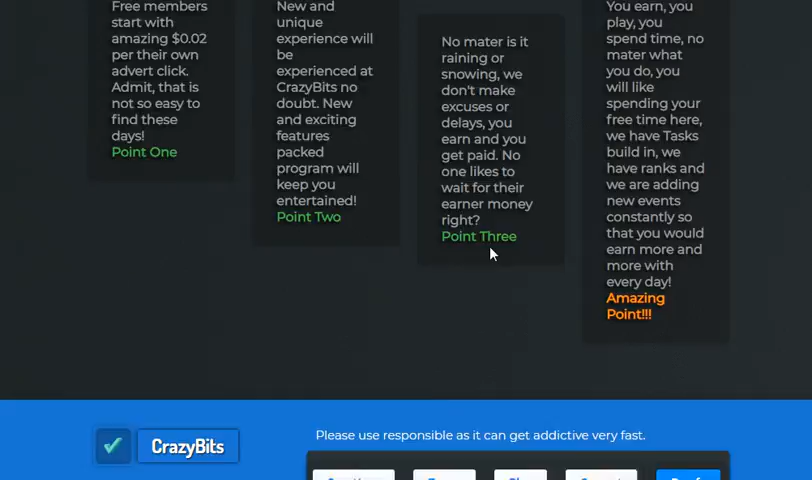 Free members
start with
amazing $0.02
per their own
advert click.
Admit, that is
not so easy to
find these
days!
Point One
New and
unique
experience will
be
experienced at
CrazyBits no
doubt. New
and exciting
features
packed
program will
keep you
entertained!
Point Two
No mater is it
raining or
snowing, we
don't make
excuses or
delays, you
earn and you
get paid. No
one likes to
wait for their
earner money
right?
Point Three
You earn, you
play, you
spend time, no
mater what
you do, you
will like
spending your
free time here,
we have Tasks
build in, we
have ranks and
we are adding
new events
constantly so
that you would
earn more and
more with
every day!
Amazing
Point!!!
CrazyBits
Please use responsible as it can get addictive very fast.